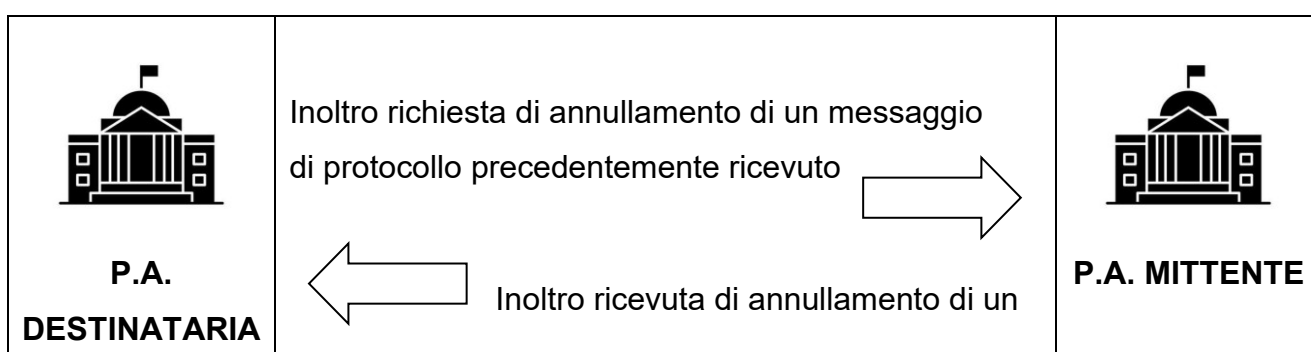 Inoltro richiesta di annullamento di un messaggio
di protocollo precedentemente ricevuto
P.A.
DESTINATARIA
Inoltro ricevuta di annullamento di un
P.A. MITTENTE